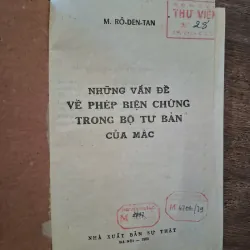 M. RÔ-DEN-TAN
THƯ VIỆN
NHỮNG VẤN ĐỀ
VỀ PHÉP BIỆN CHỨNG
TRONG BỘ TƯ BẢN
CỦA MÁC
NHÀ XUẤT BẢN SỰ THẬT